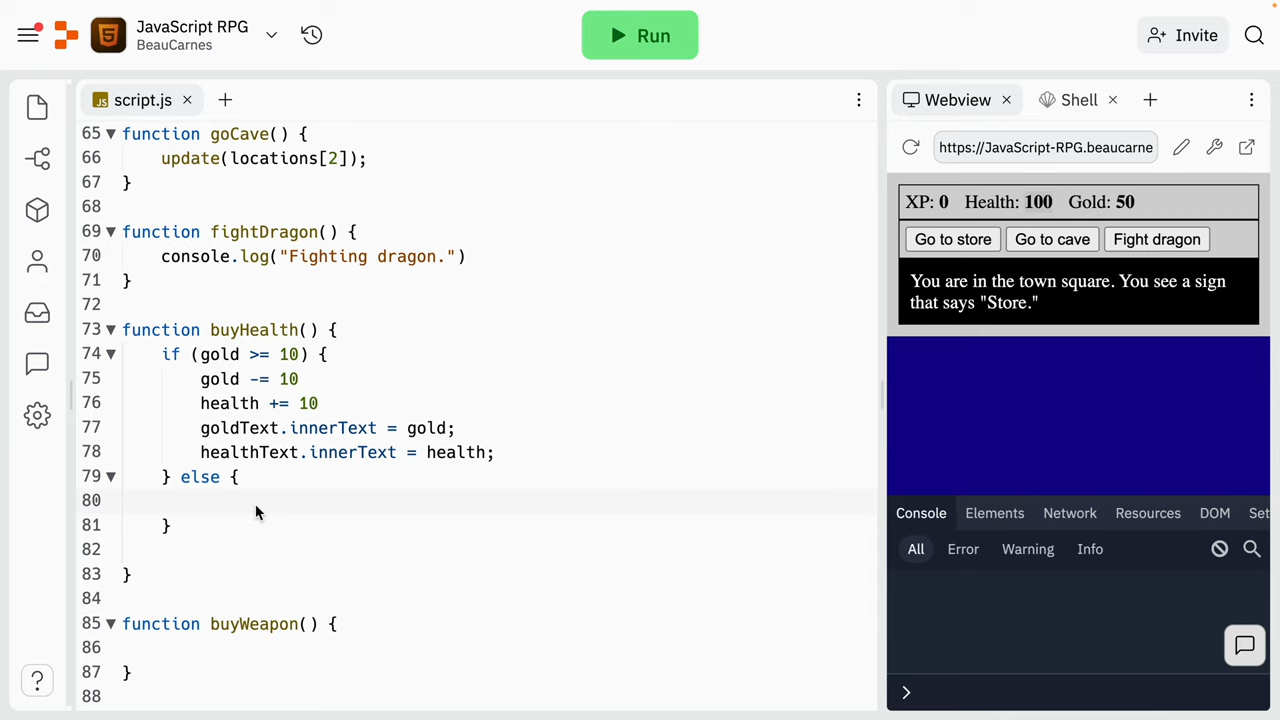 JavaScript RPG
BeauCarnes
Run
Invite
JS script.js
65 function goCave() {
66 update(locations[2]);
67 }
68
69 function fightDragon() {
70 console.log("Fighting dragon.")
71 }
72
73 function buyHealth() {
74 if (gold >= 10) {
75 gold -= 10
76 health += 10
77 goldText.innerText = gold;
78 healthText.innerText = health;
79 } else {
80
81 }
82
83 }
84
85 function buyWeapon() {
86
87 }
88
?
Webview
Shell
https://JavaScript-RPG.beaucarne
XP: 0 Health: 100 Gold: 50
Go to store Go to cave Fight dragon
You are in the town square. You see a sign
that says "Store."
Console Elements Network Resources DOM Set
All Error Warning Info